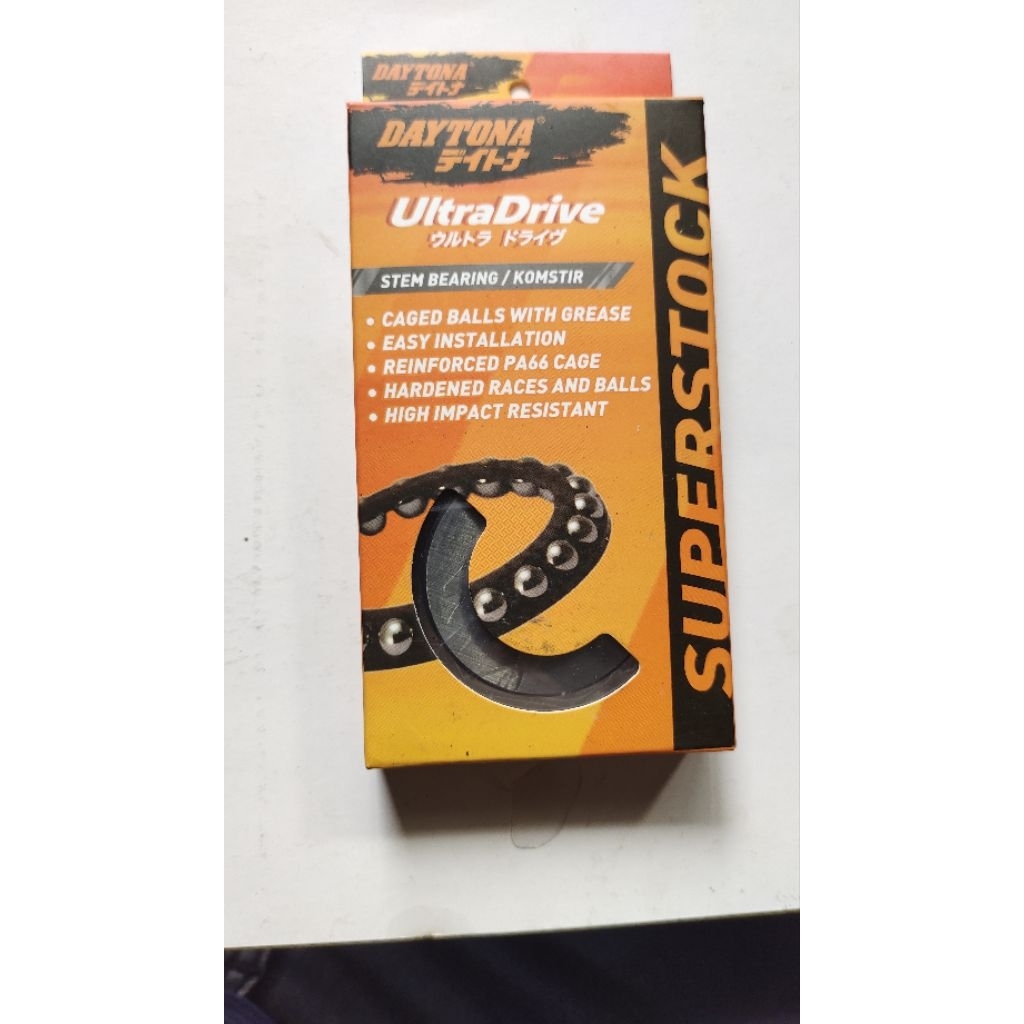 DAYTONA
デイトナ
DAYTONA®
デイトナ
UltraDrive
ウルトラ ドライヴ
STEM BEARING / KOMSTIR
• CAGED BALLS WITH GREASE
• EASY INSTALLATION
• REINFORCED PA66 CAGE
• HARDENED RACES AND BALLS
• HIGH IMPACT RESISTANT
SUPERSTOCK